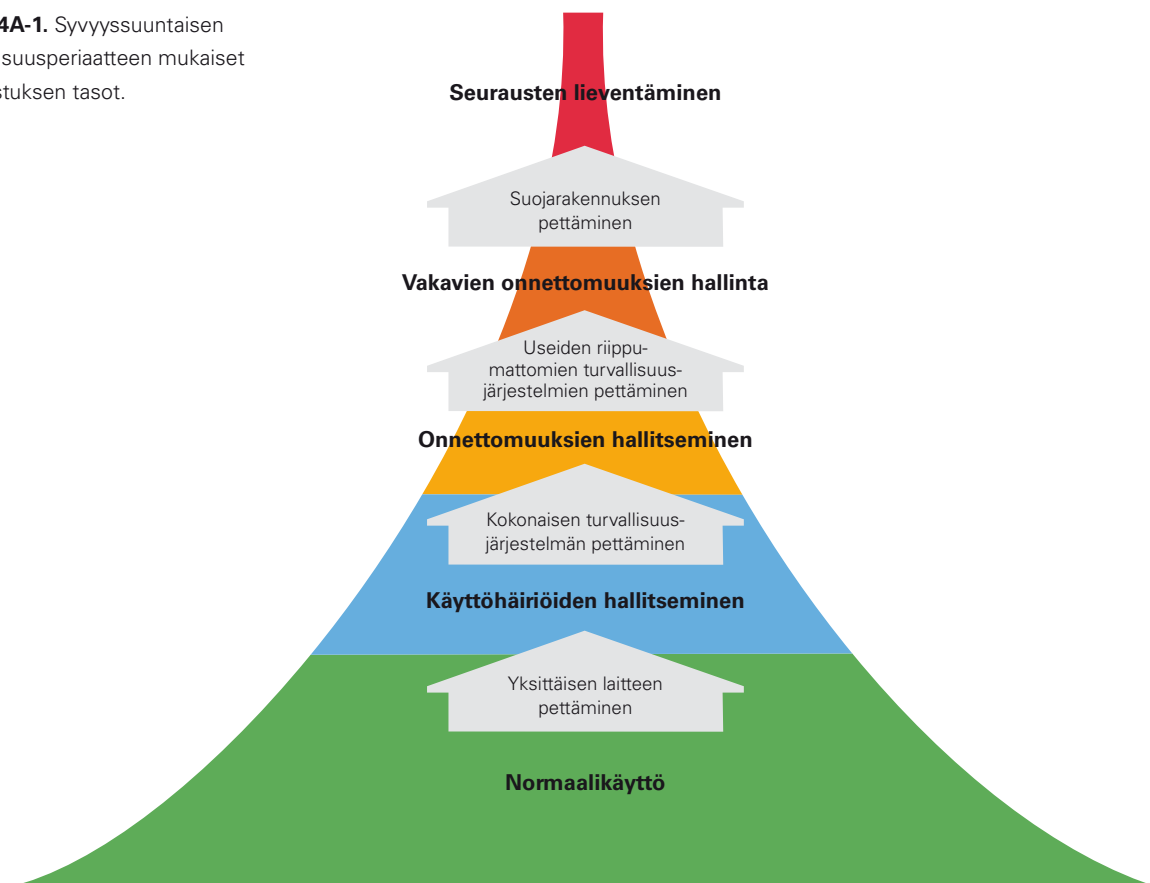 4A-1. Syvyyssuuntaisen
suusperiaatteen mukaiset
stuksen tasot.
Seurausten lieventäminen
Suojarakennuksen
pettäminen
Vakavien onnettomuuksien hallinta
Useiden riippu-
mattomien turvallisuus-
järjestelmien pettäminen
Onnettomuuksien hallitseminen
Kokonaisen turvallisuus-
järjestelmän pettäminen
Käyttöhäiriöiden hallitseminen
Yksittäisen laitteen
pettäminen
Normaalikäyttö